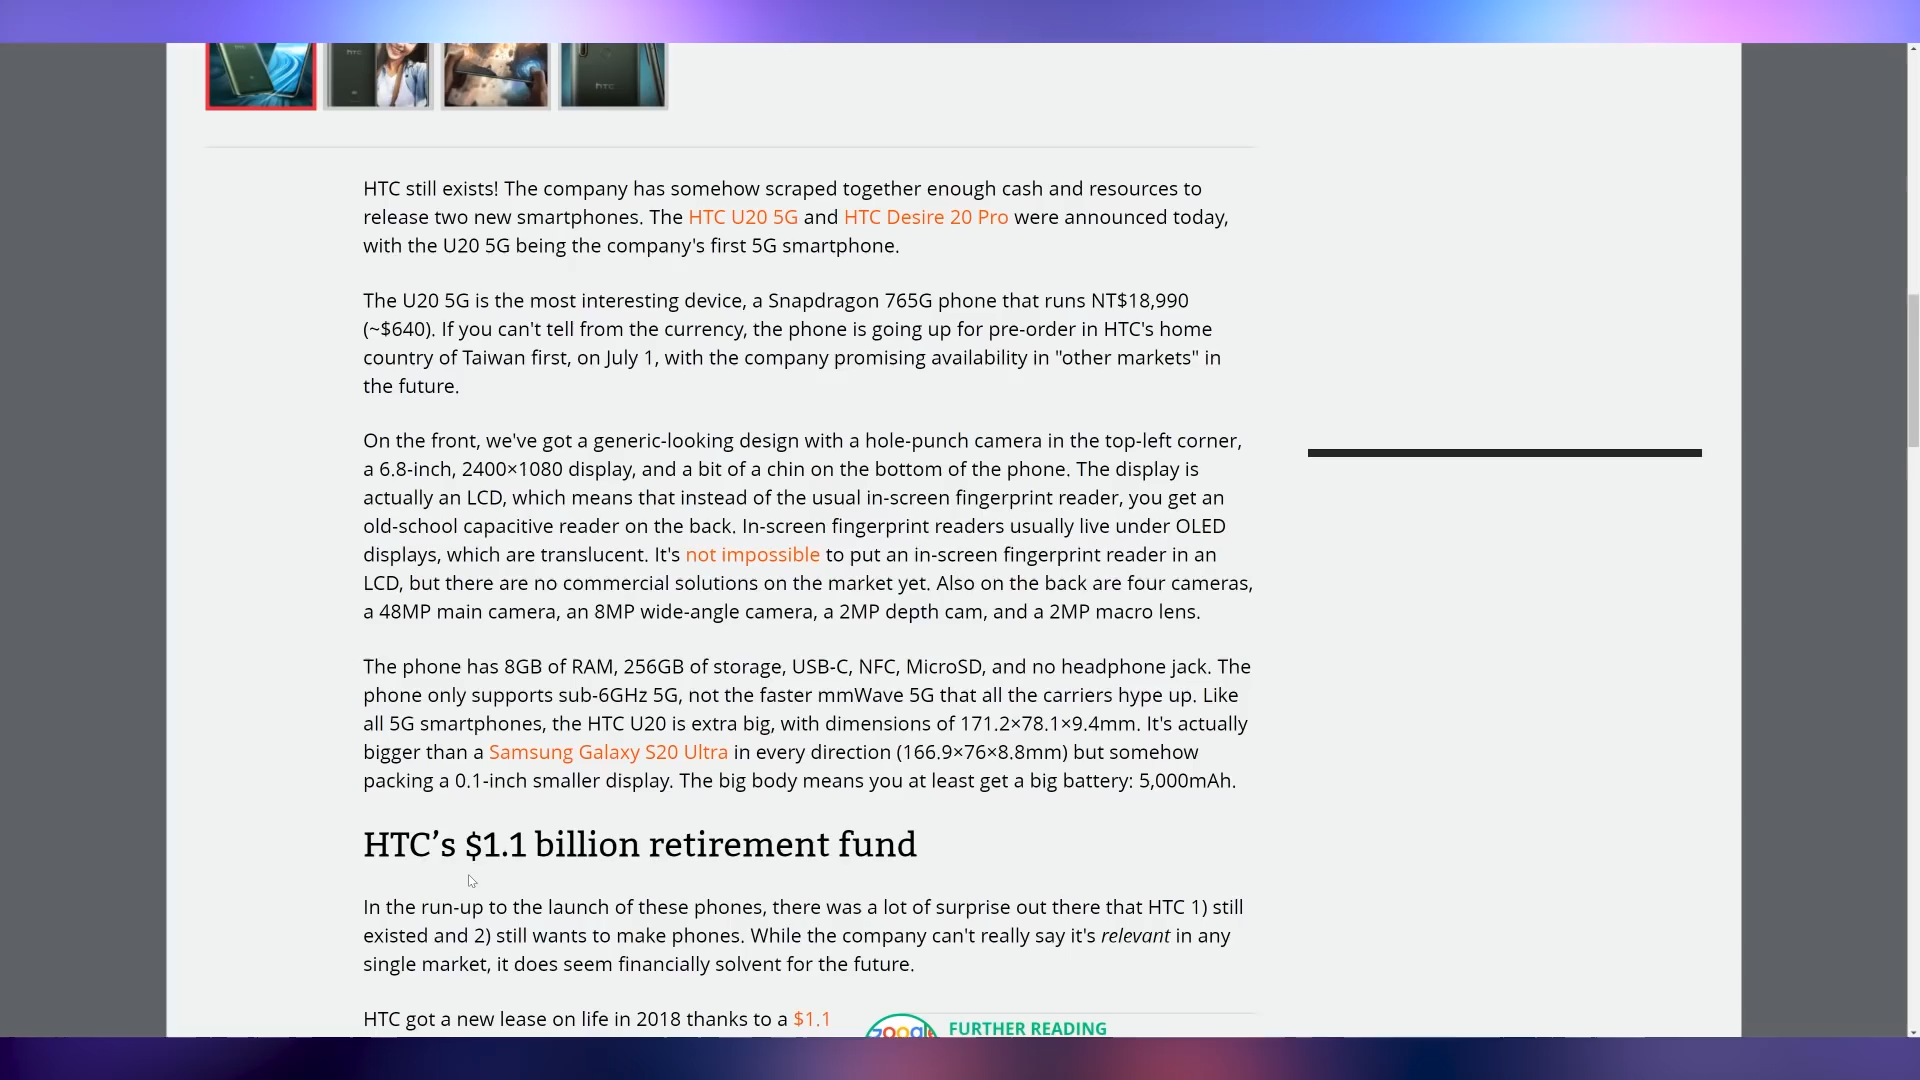 htc
htc
HTC still exists! The company has somehow scraped together enough cash and resources to
release two new smartphones. The HTC U20 5G and HTC Desire 20 Pro were announced today,
with the U20 5G being the company's first 5G smartphone.
The U20 5G is the most interesting device, a Snapdragon 765G phone that runs NT$18,990
(~$640). If you can't tell from the currency, the phone is going up for pre-order in HTC's home
country of Taiwan first, on July 1, with the company promising availability in "other markets" in
the future.
On the front, we've got a generic-looking design with a hole-punch camera in the top-left corner,
a 6.8-inch, 2400×1080 display, and a bit of a chin on the bottom of the phone. The display is
actually an LCD, which means that instead of the usual in-screen fingerprint reader, you get an
old-school capacitive reader on the back. In-screen fingerprint readers usually live under OLED
displays, which are translucent. It's not impossible to put an in-screen fingerprint reader in an
LCD, but there are no commercial solutions on the market yet. Also on the back are four cameras,
a 48MP main camera, an 8MP wide-angle camera, a 2MP depth cam, and a 2MP macro lens.
The phone has 8GB of RAM, 256GB of storage, USB-C, NFC, MicroSD, and no headphone jack. The
phone only supports sub-6GHz 5G, not the faster mmWave 5G that all the carriers hype up. Like
all 5G smartphones, the HTC U20 is extra big, with dimensions of 171.2×78.1×9.4mm. It's actually
bigger than a Samsung Galaxy S20 Ultra in every direction (166.9×76×8.8mm) but somehow
packing a 0.1-inch smaller display. The big body means you at least get a big battery: 5,000mAh.
HTC’s $1.1 billion retirement fund
In the run-up to the launch of these phones, there was a lot of surprise out there that HTC 1) still
existed and 2) still wants to make phones. While the company can't really say it's relevant in any
single market, it does seem financially solvent for the future.
HTC got a new lease on life in 2018 thanks to a $1.1
FURTHER READING